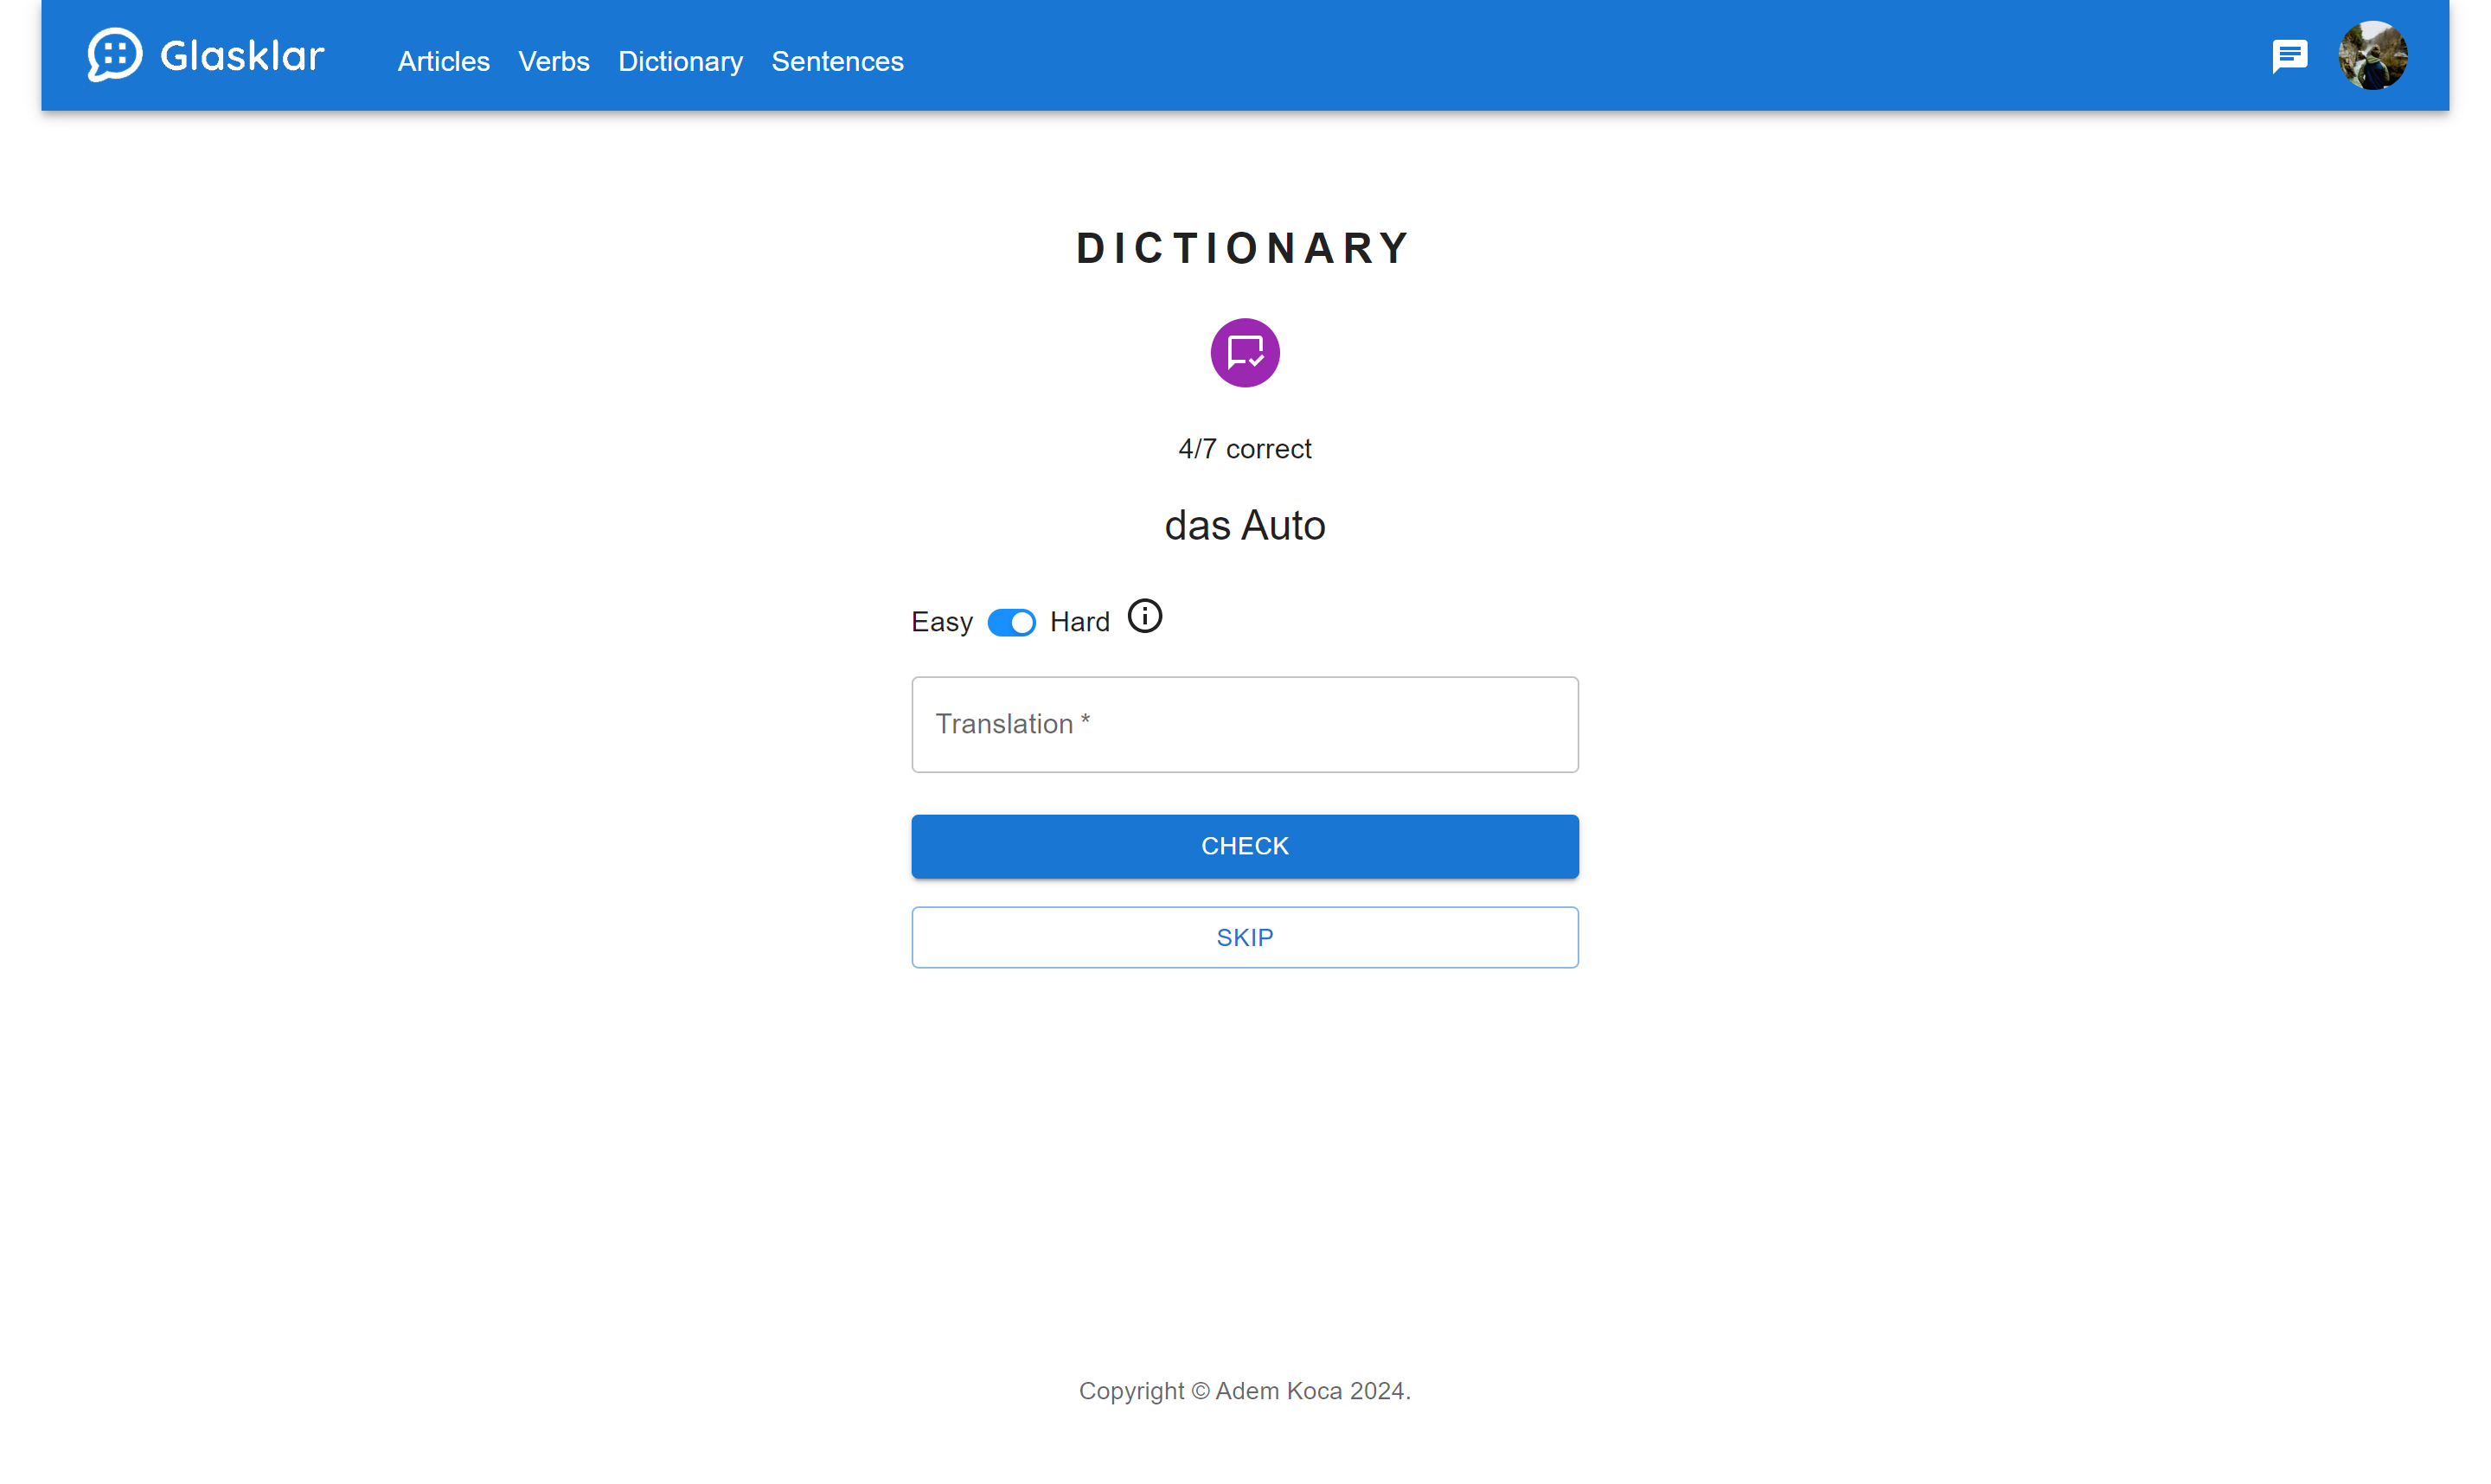 Glasklar Articles Verbs Dictionary Sentences
DICTIONARY
4/7 correct
das Auto
Easy Hard
Translation *
CHECK
SKIP
Copyright © Adem Koca 2024.